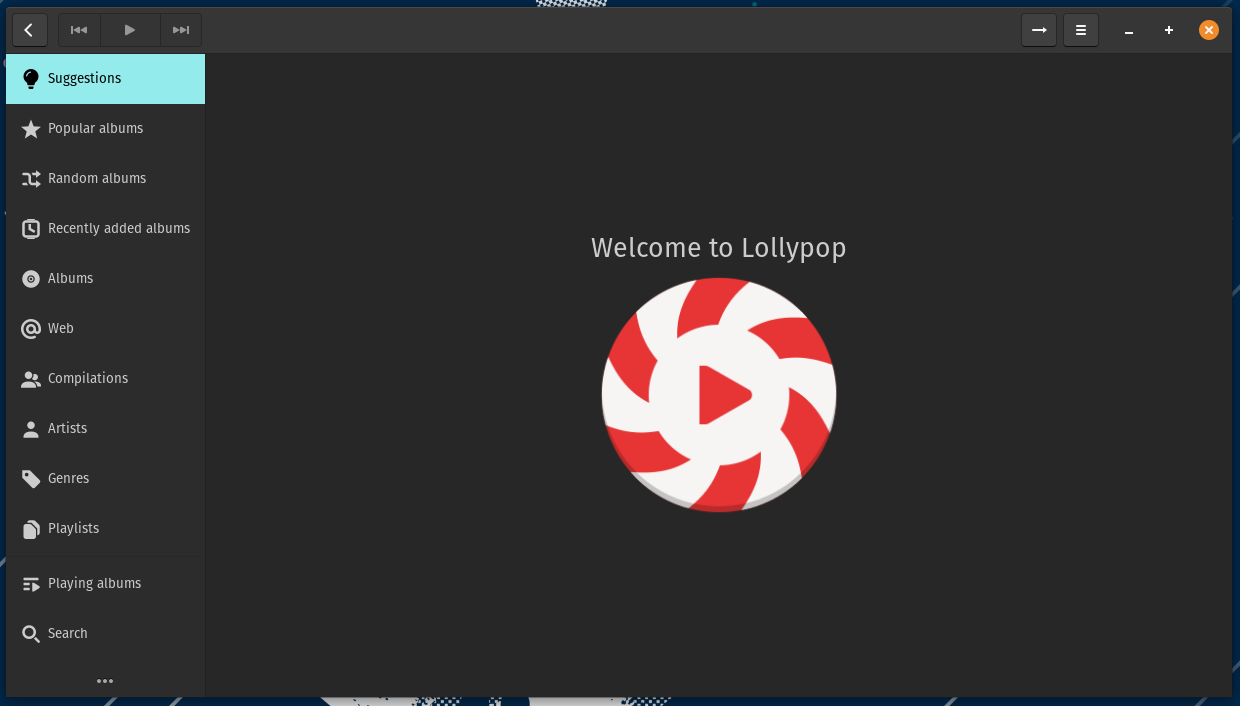 Suggestions
Popular albums
Random albums
Recently added albums
Albums
Web
Compilations
Artists
Genres
Playlists
Playing albums
Search
Welcome to Lollypop